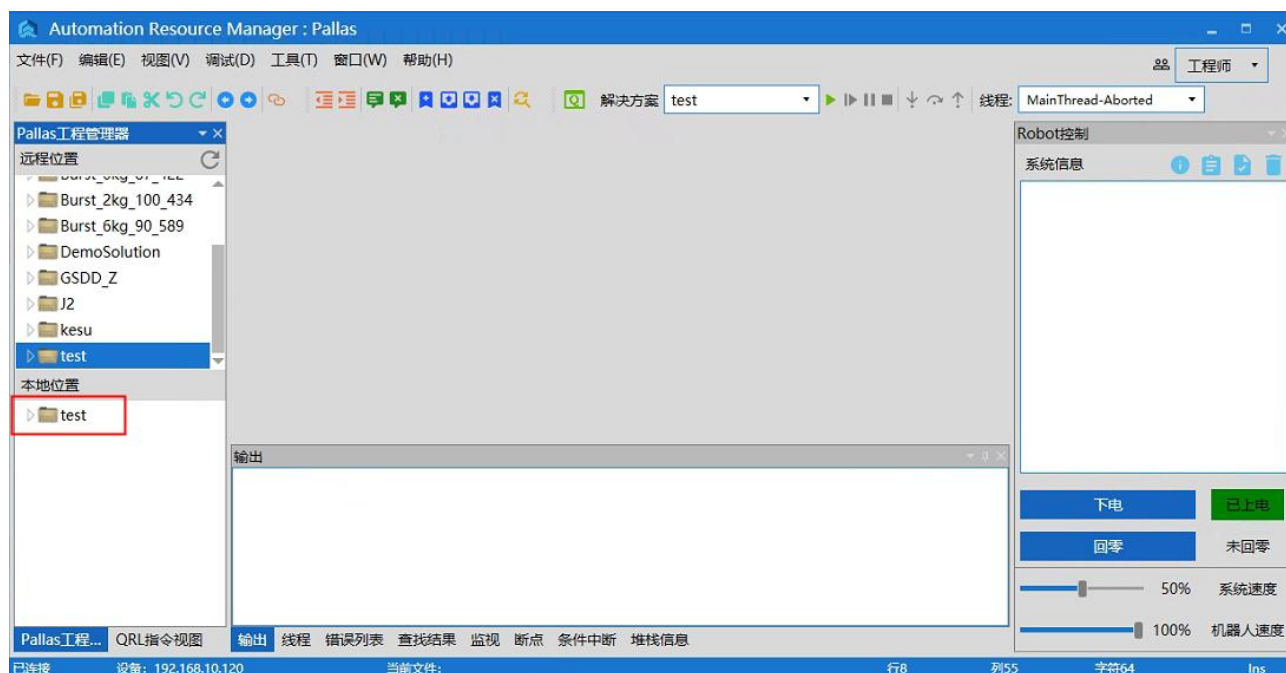 Automation Resource Manager : Pallas
文件(F) 编辑(E) 视图(V) 调试(D) 工具(T) 窗口(W) 帮助(H)
工程师
解决方案 test 线程: MainThread-Aborted
Pallas工程管理器
远程位置
Burst_2kg_100_434
Burst_6kg_90_589
DemoSolution
GSDD_Z
J2
kesu
test
本地位置
test
Pallas工程... QRL指令视图
输出
输出 线程 错误列表 查找结果 监视 断点 条件中断 堆栈信息
Robot控制
系统信息
下电 已上电
回零 未回零
50% 系统速度
100% 机器人速度
已连接 设备: 192.168.10.120 当前文件: 行8 列55 字符64 Ins